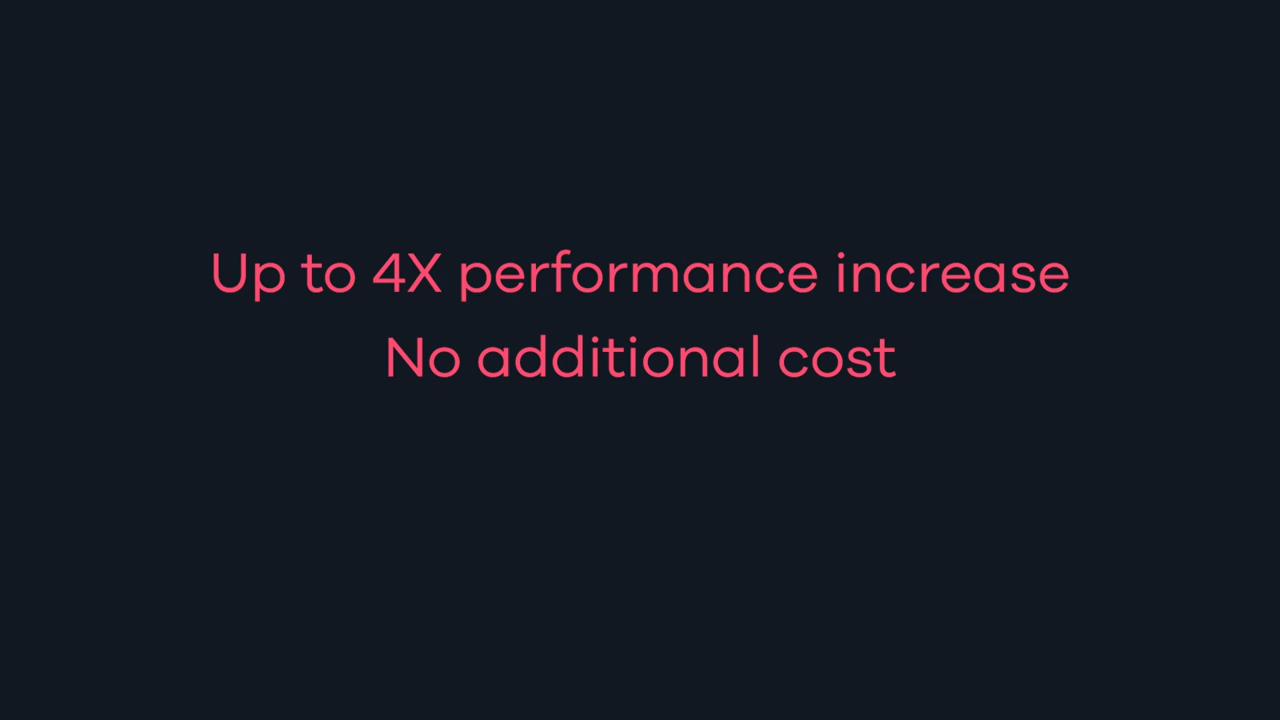 Up to 4X performance increase
No additional cost